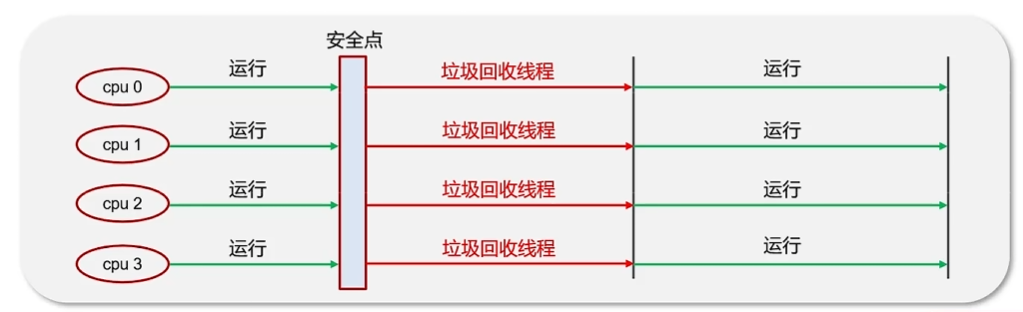 安全点
cpu 0 运行 垃圾回收线程 运行
cpu 1 运行 垃圾回收线程 运行
cpu 2 运行 垃圾回收线程 运行
cpu 3 运行 垃圾回收线程 运行